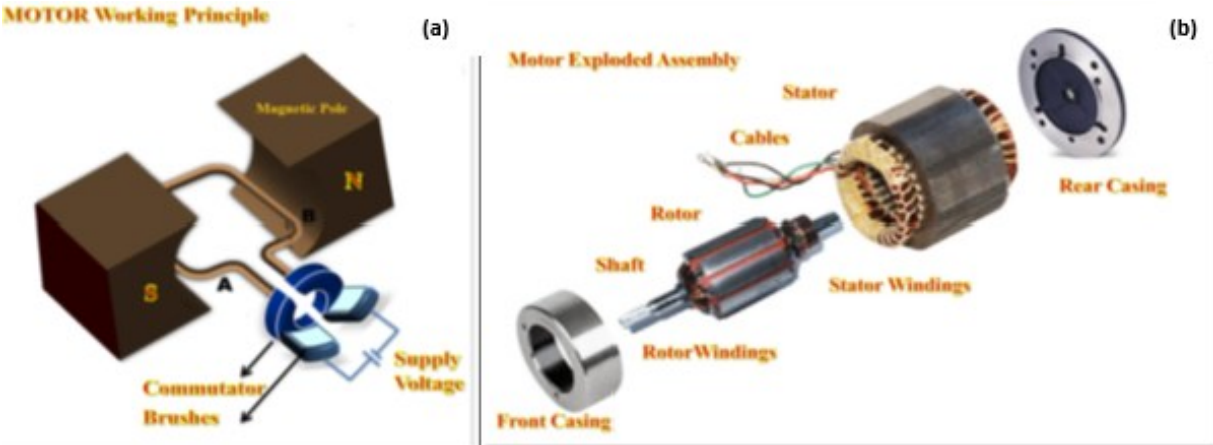 MOTOR Working Principle
(a)
Magnetic Pole
N
B
S
A
Supply
Voltage
Commutator
Brushes
(b)
Motor Exploded Assembly
Stator
Cables
Rear Casing
Rotor
Shaft
Stator Windings
RotorWindings
Front Casing